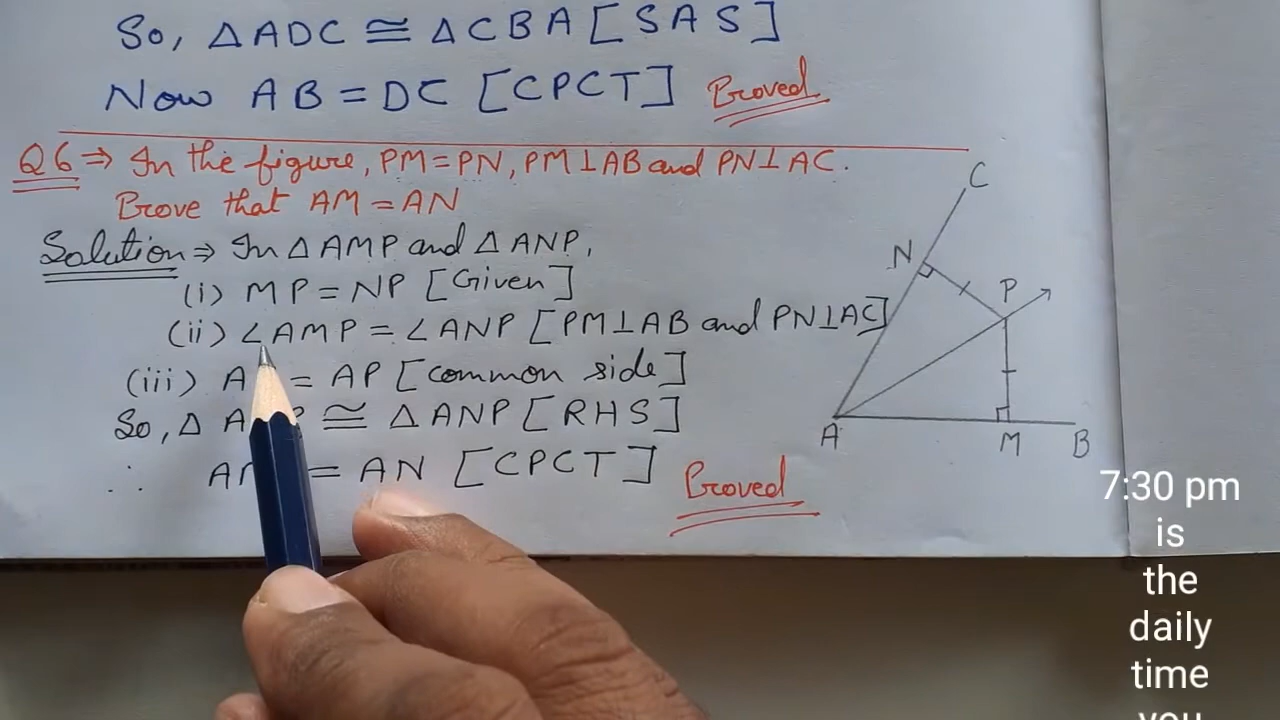 So, ΔADC ≅ ΔCBA [SAS]
Now AB = DC [CPCT] Proved
Q6⇒ In the figure, PM=PN, PM⊥AB and PN⊥AC.
Prove that AM = AN
Solution⇒ In ΔAMP and ΔANP,
(i) MP = NP [Given]
(ii) ∠AMP = ∠ANP [PM⊥AB and PN⊥AC]
(iii) A = AP [common side]
So, Δ A P ≅ ΔANP [RHS]
∴ AM = AN [CPCT] Proved
C
N
P
A
M
B
7:30 pm
is
the
daily
time
you